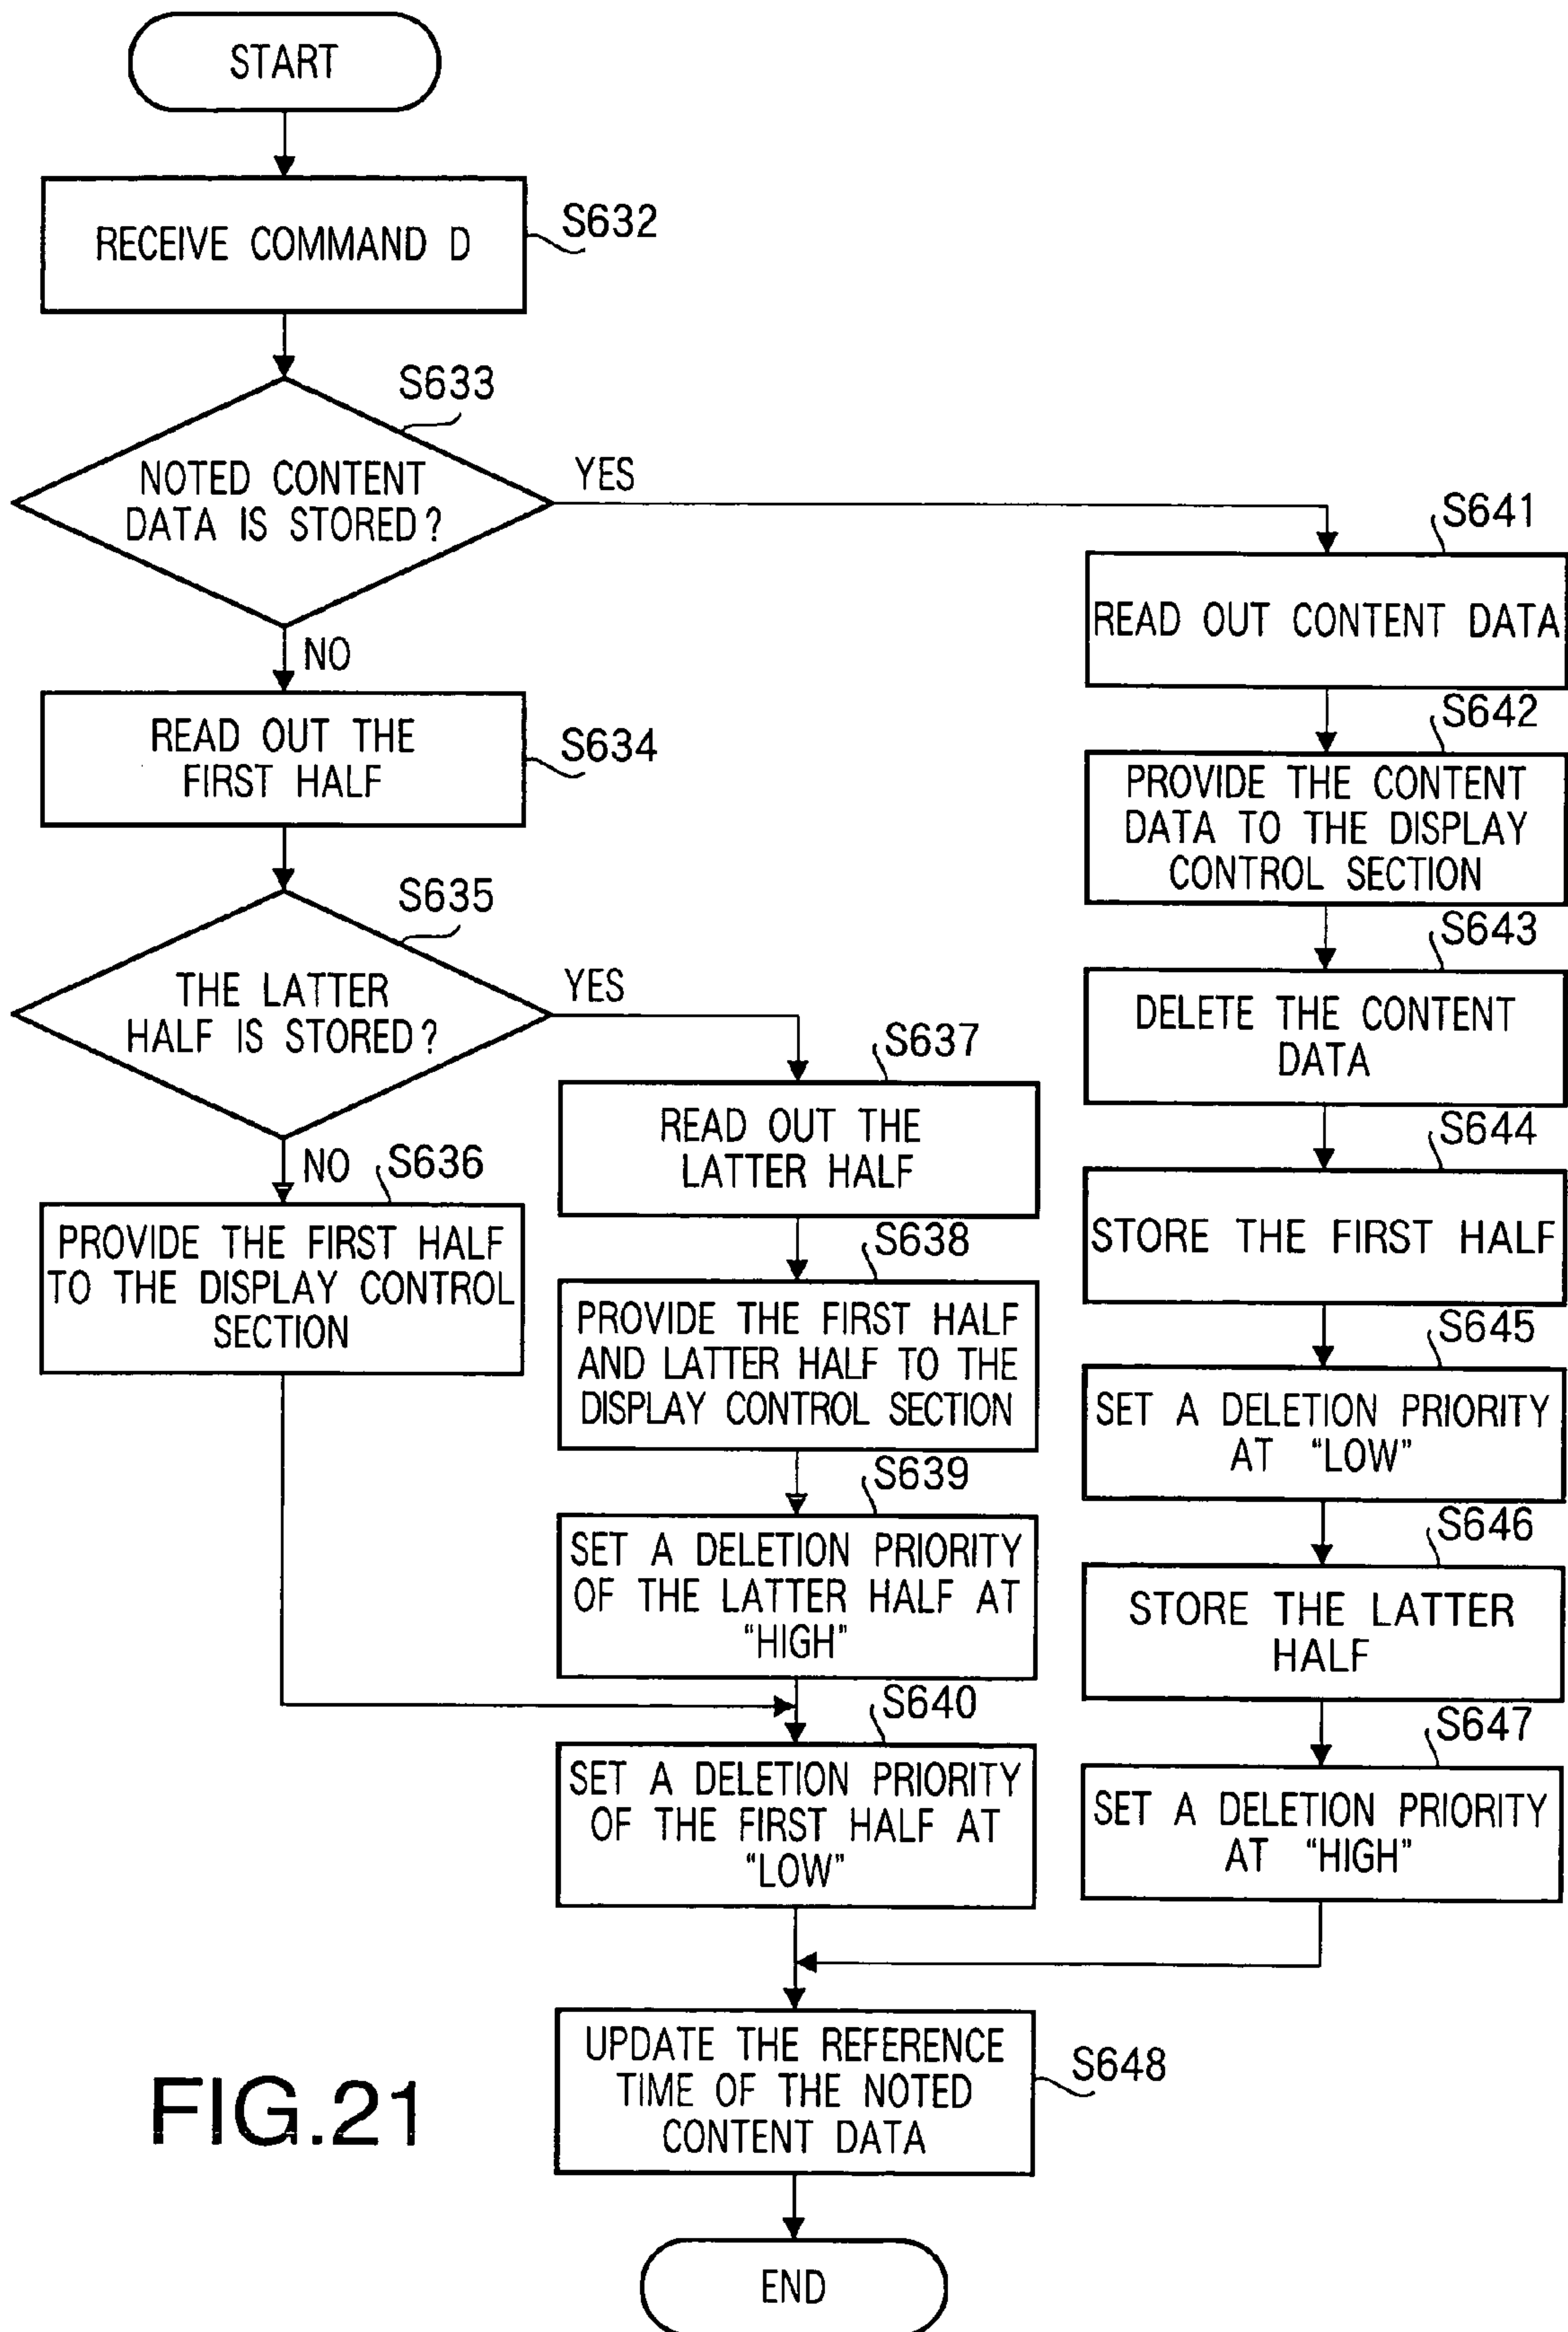 START
RECEIVE COMMAND D
S632
S633
NOTED CONTENT
DATA IS STORED?
YES
NO
READ OUT THE
FIRST HALF
S634
S635
THE LATTER
HALF IS STORED?
YES
NO
S636
PROVIDE THE FIRST HALF
TO THE DISPLAY CONTROL
SECTION
S637
READ OUT THE
LATTER HALF
S638
PROVIDE THE FIRST HALF
AND LATTER HALF TO THE
DISPLAY CONTROL SECTION
S639
SET A DELETION PRIORITY
OF THE LATTER HALF AT
"HIGH"
S640
SET A DELETION PRIORITY
OF THE FIRST HALF AT
"LOW"
S641
READ OUT CONTENT DATA
S642
PROVIDE THE CONTENT
DATA TO THE DISPLAY
CONTROL SECTION
S643
DELETE THE CONTENT
DATA
S644
STORE THE FIRST HALF
S645
SET A DELETION PRIORITY
AT "LOW"
S646
STORE THE LATTER
HALF
S647
SET A DELETION PRIORITY
AT "HIGH"
UPDATE THE REFERENCE
TIME OF THE NOTED
CONTENT DATA
S648
END
FIG.21